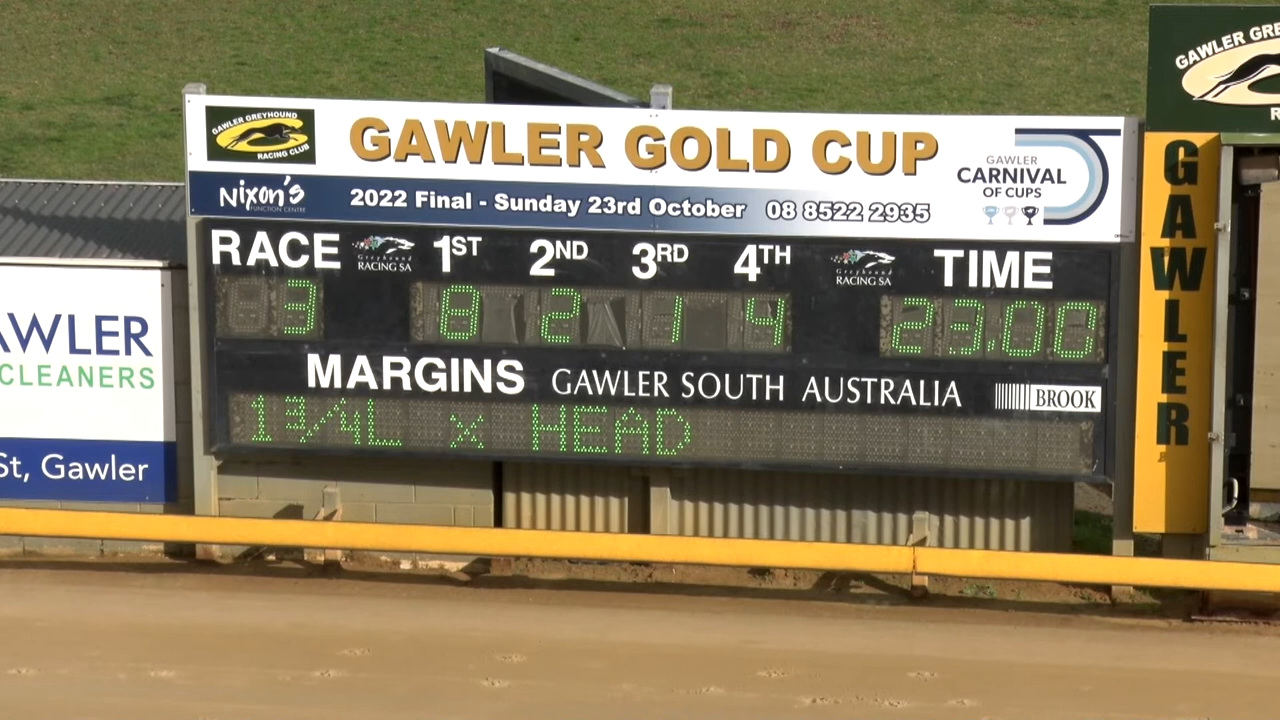 GAWLER GREYHOUND
RACING CLUB
GAWLER GOLD CUP
GAWLER
CARNIVAL
OF CUPS
Nixon's
FUNCTION CENTRE
2022 Final - Sunday 23rd October 08 8522 2935
RACE Greyhound RACING SA 1ST 2ND 3RD 4TH Greyhound RACING SA TIME
3 8 2 1 4 23.00
MARGINS GAWLER SOUTH AUSTRALIA BROOK
1 3/4L x HEAD
AWLER
CLEANERS
St, Gawler
GAWLER GRE
R
GAWLER